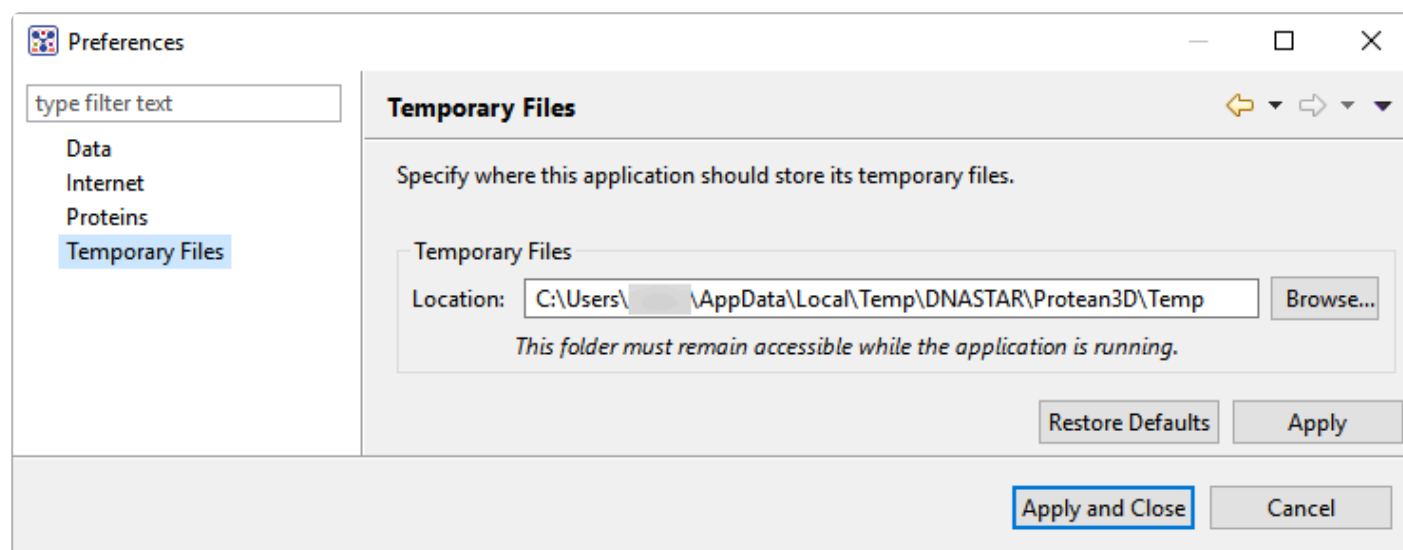 Preferences
type filter text
Data
Internet
Proteins
Temporary Files
Temporary Files
Specify where this application should store its temporary files.
Temporary Files
Location: C:\Users\ \AppData\Local\Temp\DNASTAR\Protean3D\Temp Browse...
This folder must remain accessible while the application is running.
Restore Defaults Apply
Apply and Close Cancel